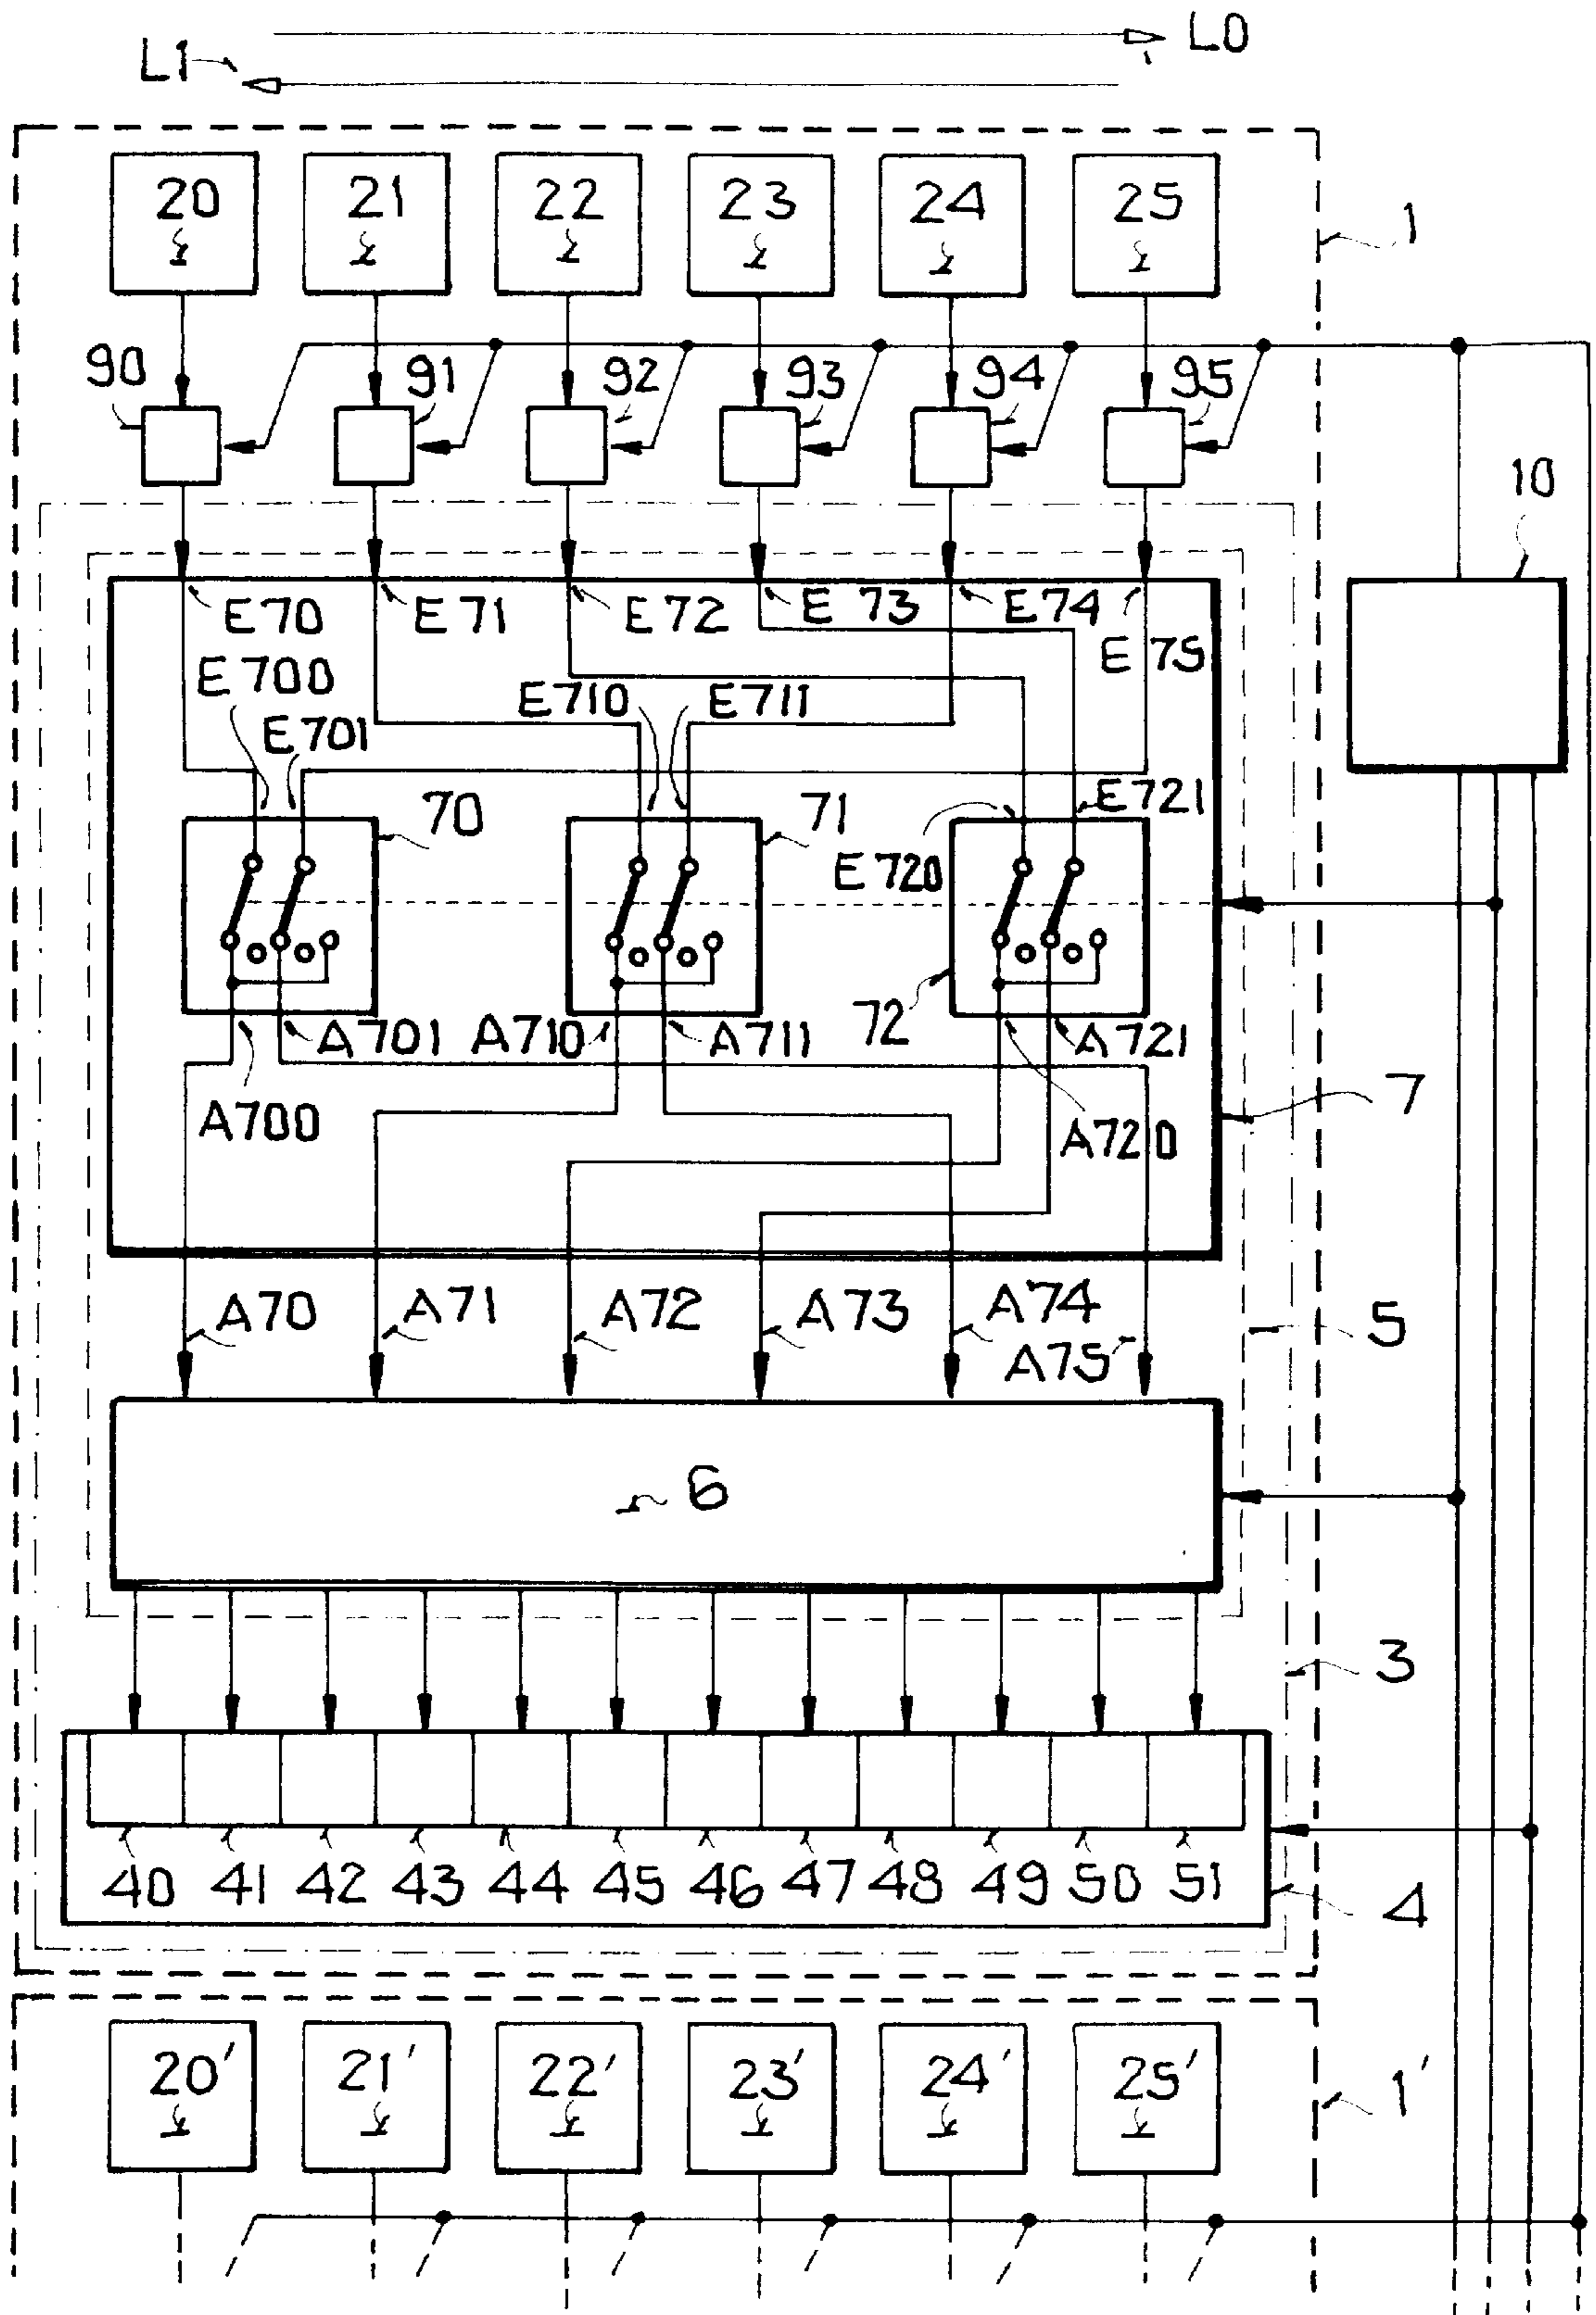 L0
L1
20 21 22 23 24 25
1
90 91 92 93 94 95
10
E70 E71 E72 E73 E74
E75
E700 E710 E711
E701
70 71 E721
E720
72
A701 A710 A711 A721
7
A700 A720
A70 A71 A72 A73 A74
5
A75
6
3
40 41 42 43 44 45 46 47 48 49 50 51
4
20' 21' 22' 23' 24' 25'
1'